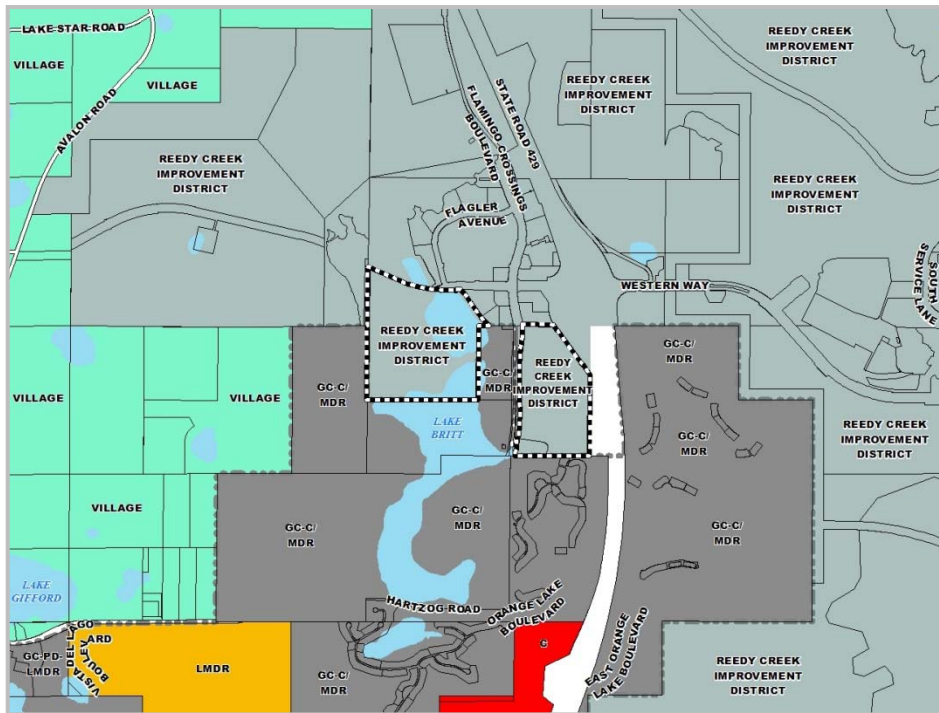 LAKE STAR ROAD
VILLAGE
VILLAGE
AVALON ROAD
REEDY CREEK
IMPROVEMENT
DISTRICT
FLAMINGO CROSSINGS
BOULEVARD
STATE ROAD 429
REEDY CREEK
IMPROVEMENT
DISTRICT
REEDY CREEK
IMPROVEMENT
DISTRICT
REEDY CREEK
IMPROVEMENT
DISTRICT
FLAGLER
AVENUE
WESTERN WAY
SOUTH
SERVICE LANE
REEDY CREEK
IMPROVEMENT
DISTRICT
GC-C/
MDR
REEDY
CREEK
IMPROVEMENT
DISTRICT
GC-C/
MDR
VILLAGE
VILLAGE
GC-C/
MDR
LAKE
BRITT
GC-C/
MDR
REEDY CREEK
IMPROVEMENT
DISTRICT
VILLAGE
GC-C/
MDR
GC-C/
MDR
GC-C/
MDR
GC-C/
MDR
LAKE
GIFFORD
HARTZOG ROAD
ORANGE LAKE
BOULEVARD
VISTA DEL LAGO
BOULEVARD
GC-PD-
LMDR
LMDR
GC-C/
MDR
C
EAST ORANGE
LAKE BOULEVARD
REEDY CREEK
IMPROVEMENT
DISTRICT